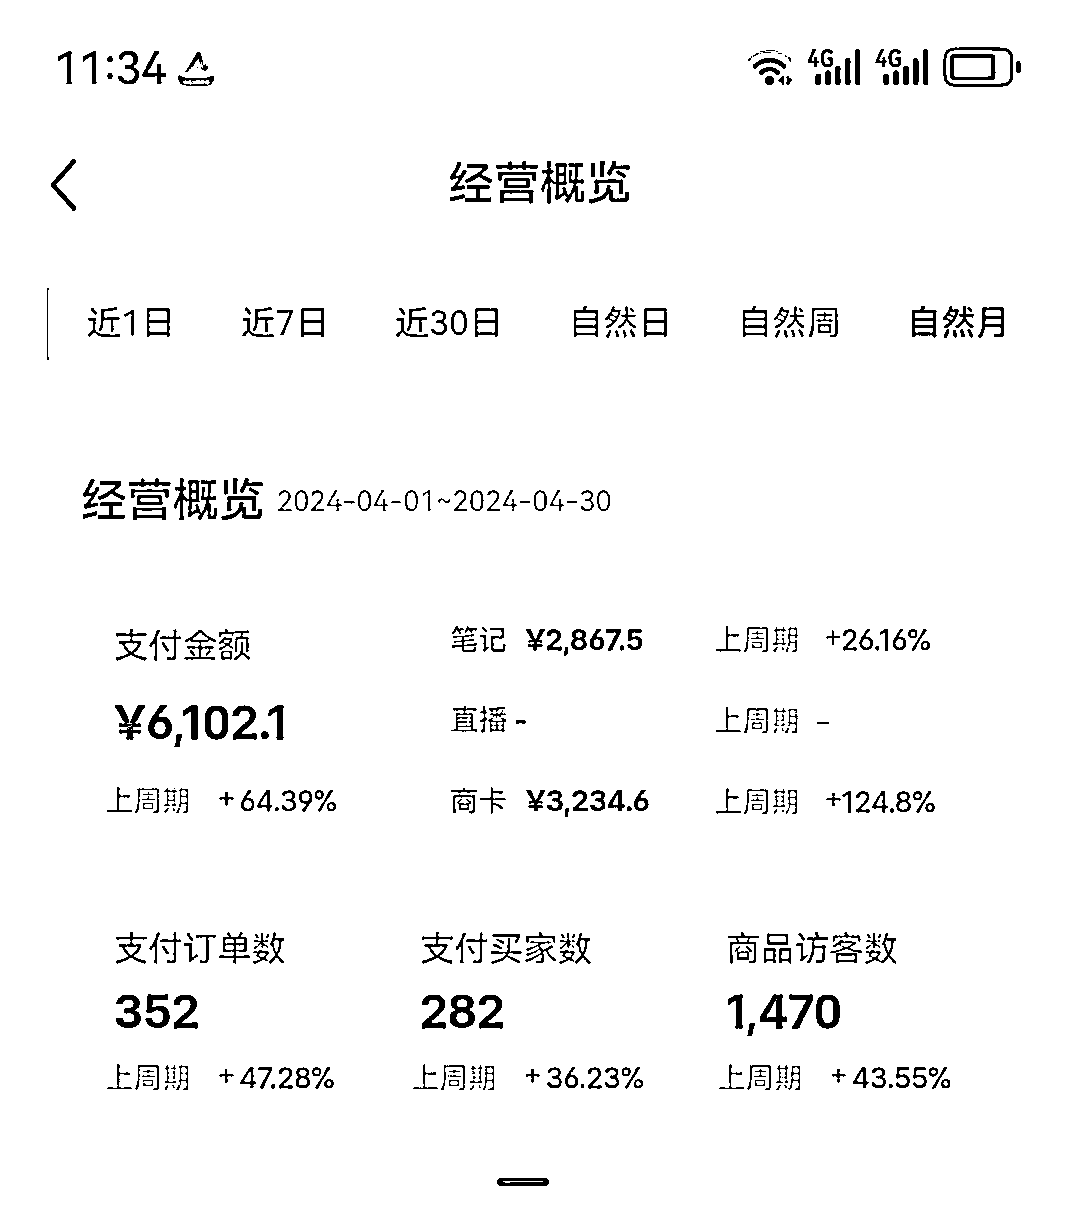 11:34 4G 4G
经营概览
近1日 近7日 近30日 自然日 自然周 自然月
经营概览 2024-04-01~2024-04-30
支付金额 笔记 ¥2,867.5 上周期 +26.16%
¥6,102.1 直播 - 上周期 –
上周期 +64.39% 商卡 ¥3,234.6 上周期 +124.8%
支付订单数 支付买家数 商品访客数
352 282 1,470
上周期 +47.28% 上周期 +36.23% 上周期 +43.55%